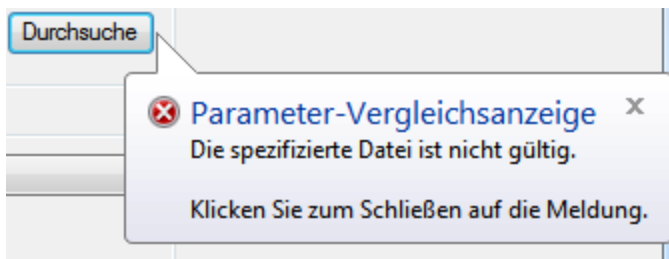 Durchsuche
Parameter-Vergleichsanzeige
Die spezifizierte Datei ist nicht gültig.
Klicken Sie zum Schließen auf die Meldung.